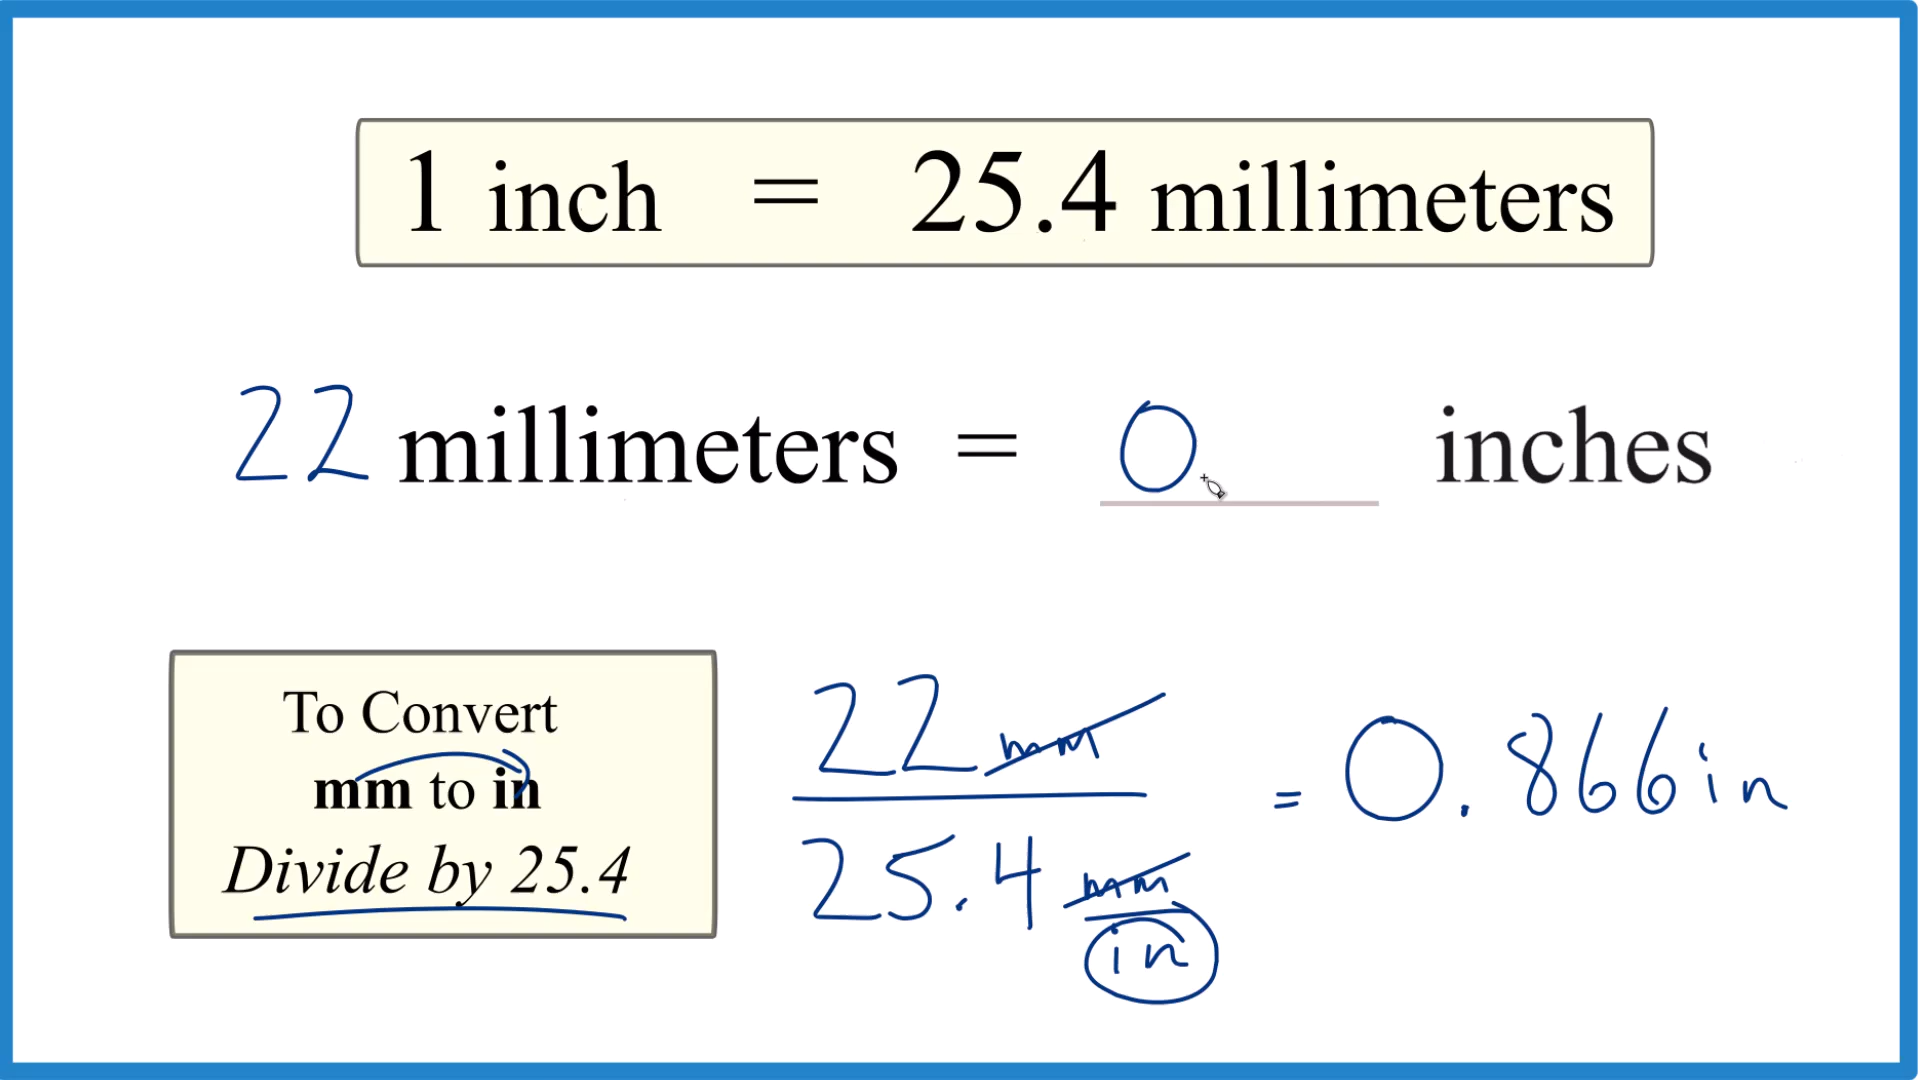 1 inch = 25.4 millimeters
22 millimeters = 0 inches
To Convert
mm to in
Divide by 25.4
22 mm
25.4 mm
in
= 0.866 in